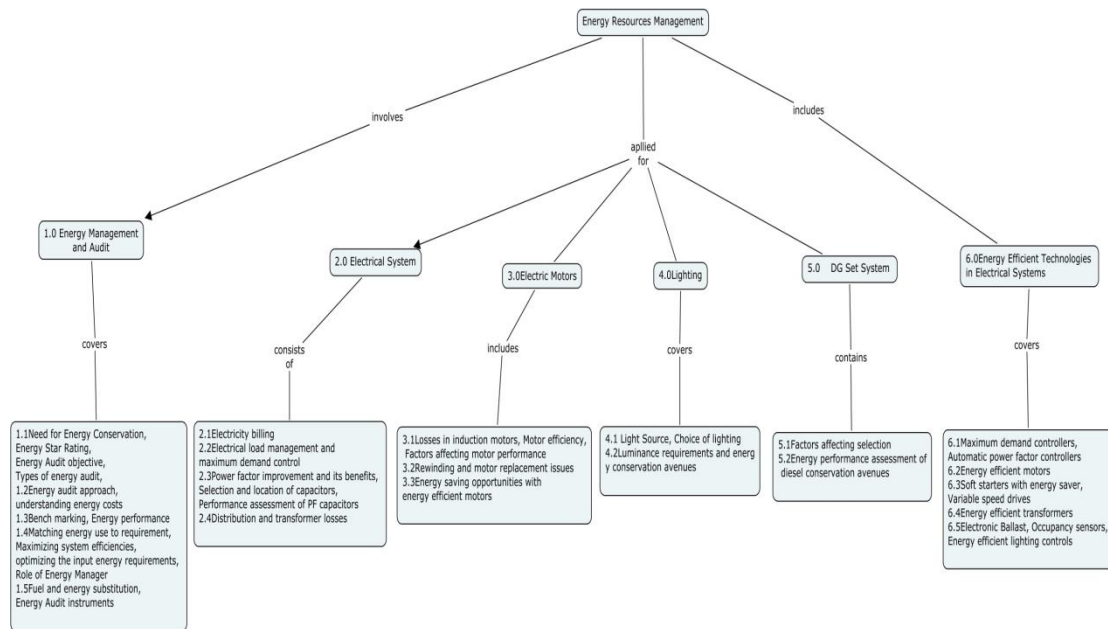 Energy Resources Management
involves
apllied
for
includes
1.0 Energy Management
and Audit
2.0 Electrical System
3.0Electric Motors
4.0Lighting
5.0 DG Set System
6.0Energy Efficient Technologies
in Electrical Systems
covers
consists
of
includes
covers
contains
covers
1.1Need for Energy Conservation,
Energy Star Rating,
Energy Audit objective,
Types of energy audit,
1.2Energy audit approach,
understanding energy costs
1.3Bench marking, Energy performance
1.4Matching energy use to requirement,
Maximizing system efficiencies,
optimizing the input energy requirements,
Role of Energy Manager
1.5Fuel and energy substitution,
Energy Audit instruments
2.1Electricity billing
2.2Electrical load management and
maximum demand control
2.3Power factor improvement and its benefits,
Selection and location of capacitors,
Performance assessment of PF capacitors
2.4Distribution and transformer losses
3.1Losses in induction motors, Motor efficiency,
Factors affecting motor performance
3.2Rewinding and motor replacement issues
3.3Energy saving opportunities with
energy efficient motors
4.1 Light Source, Choice of lighting
4.2Luminance requirements and energ
y conservation avenues
5.1Factors affecting selection
5.2Energy performance assessment of
diesel conservation avenues
6.1Maximum demand controllers,
Automatic power factor controllers
6.2Energy efficient motors
6.3Soft starters with energy saver,
Variable speed drives
6.4Energy efficient transformers
6.5Electronic Ballast, Occupancy sensors,
Energy efficient lighting controls